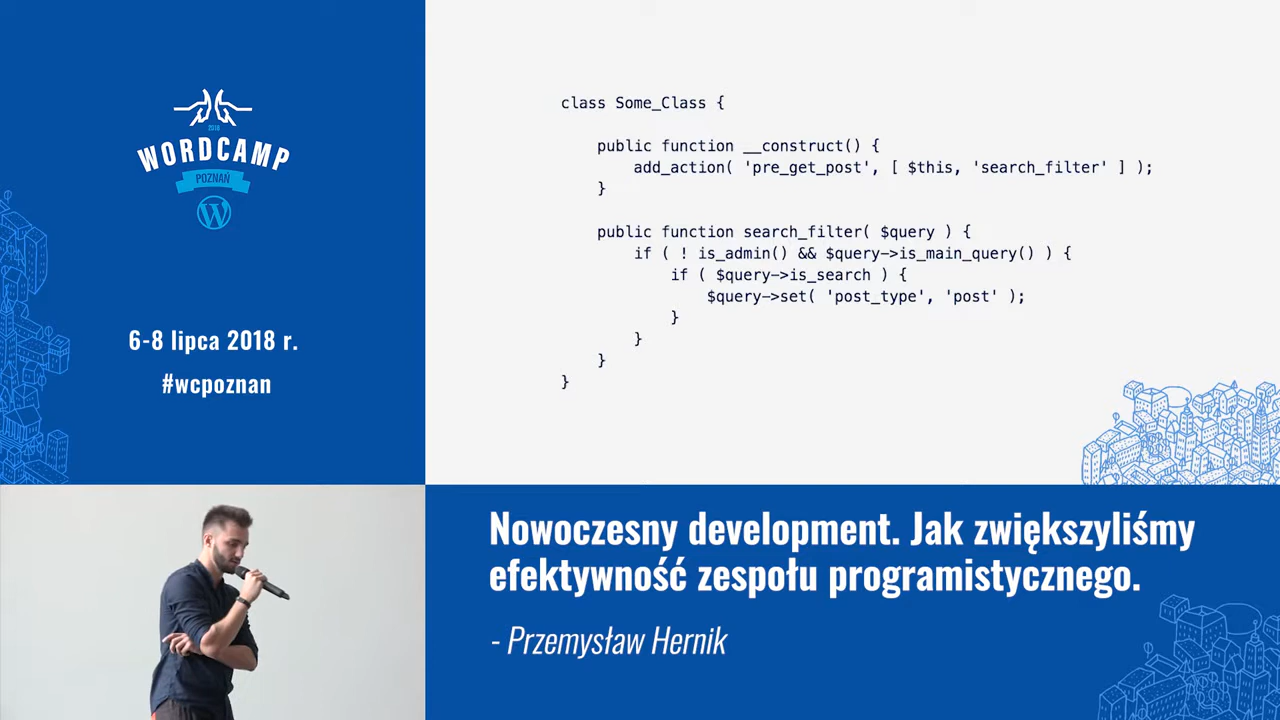 2018
WORDCAMP
POZNAŃ
6-8 lipca 2018 r.
#wcpoznan
class Some_Class {
public function __construct() {
add_action( 'pre_get_post', [ $this, 'search_filter' ] );
}
public function search_filter( $query ) {
if ( ! is_admin() && $query->is_main_query() ) {
if ( $query->is_search ) {
$query->set( 'post_type', 'post' );
}
}
}
}
Nowoczesny development. Jak zwiększyliśmy
efektywność zespołu programistycznego.
- Przemysław Hernik